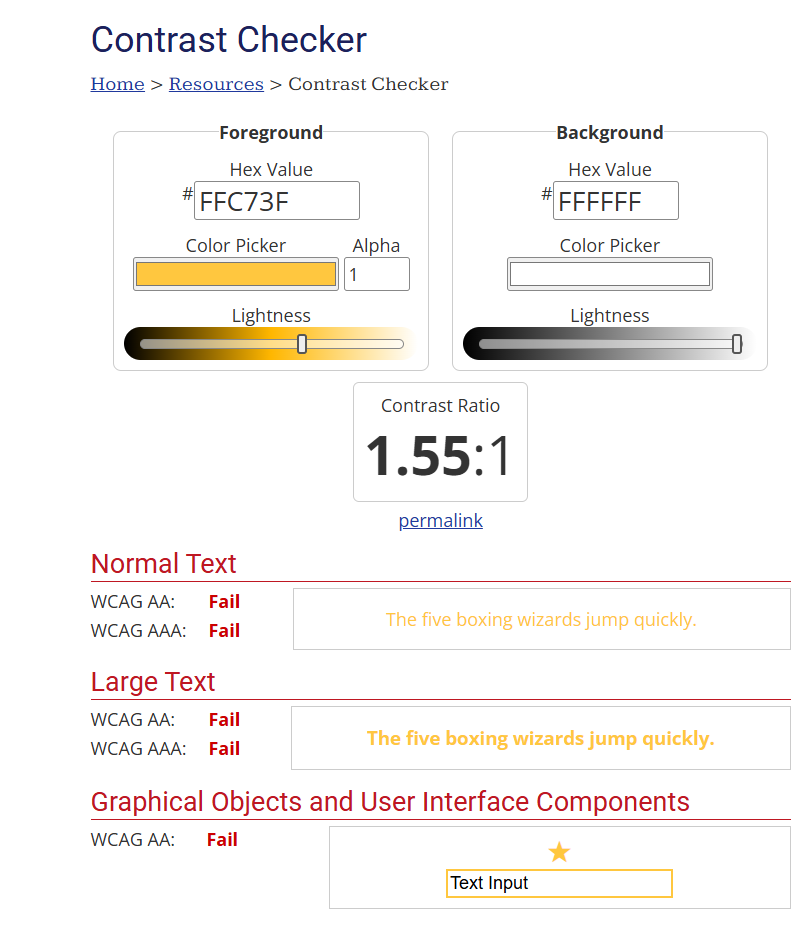 Contrast Checker
Home > Resources > Contrast Checker
Foreground
Hex Value
# FFC73F
Color Picker Alpha
1
Lightness
Background
Hex Value
# FFFFFF
Color Picker
Lightness
Contrast Ratio
1.55:1
permalink
Normal Text
WCAG AA: Fail
WCAG AAA: Fail
The five boxing wizards jump quickly.
Large Text
WCAG AA: Fail
WCAG AAA: Fail
The five boxing wizards jump quickly.
Graphical Objects and User Interface Components
WCAG AA: Fail
Text Input